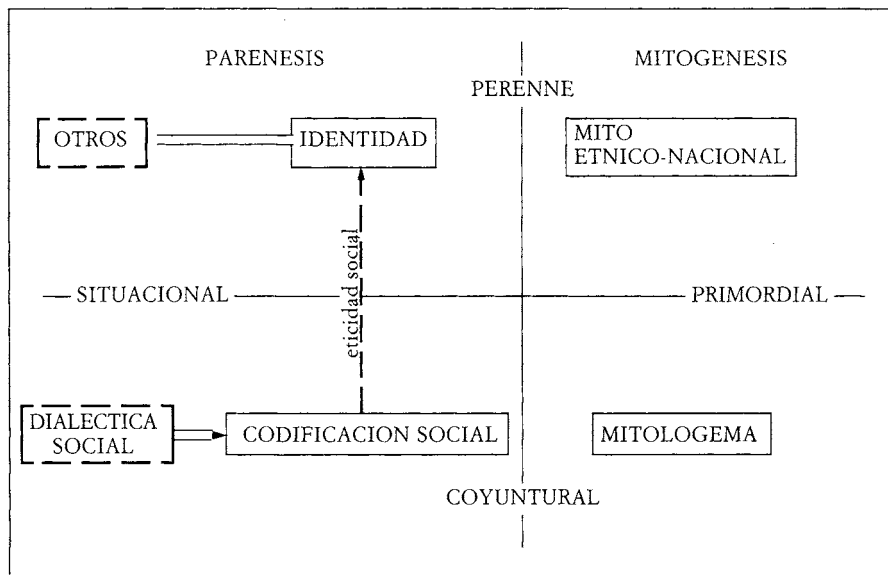 PARENESIS
MITOGENESIS
PERENNE
OTROS
IDENTIDAD
MITO
ETNICO-NACIONAL
eticidad social
SITUACIONAL
PRIMORDIAL
DIALECTICA
SOCIAL
CODIFICACION SOCIAL
MITOLOGEMA
COYUNTURAL